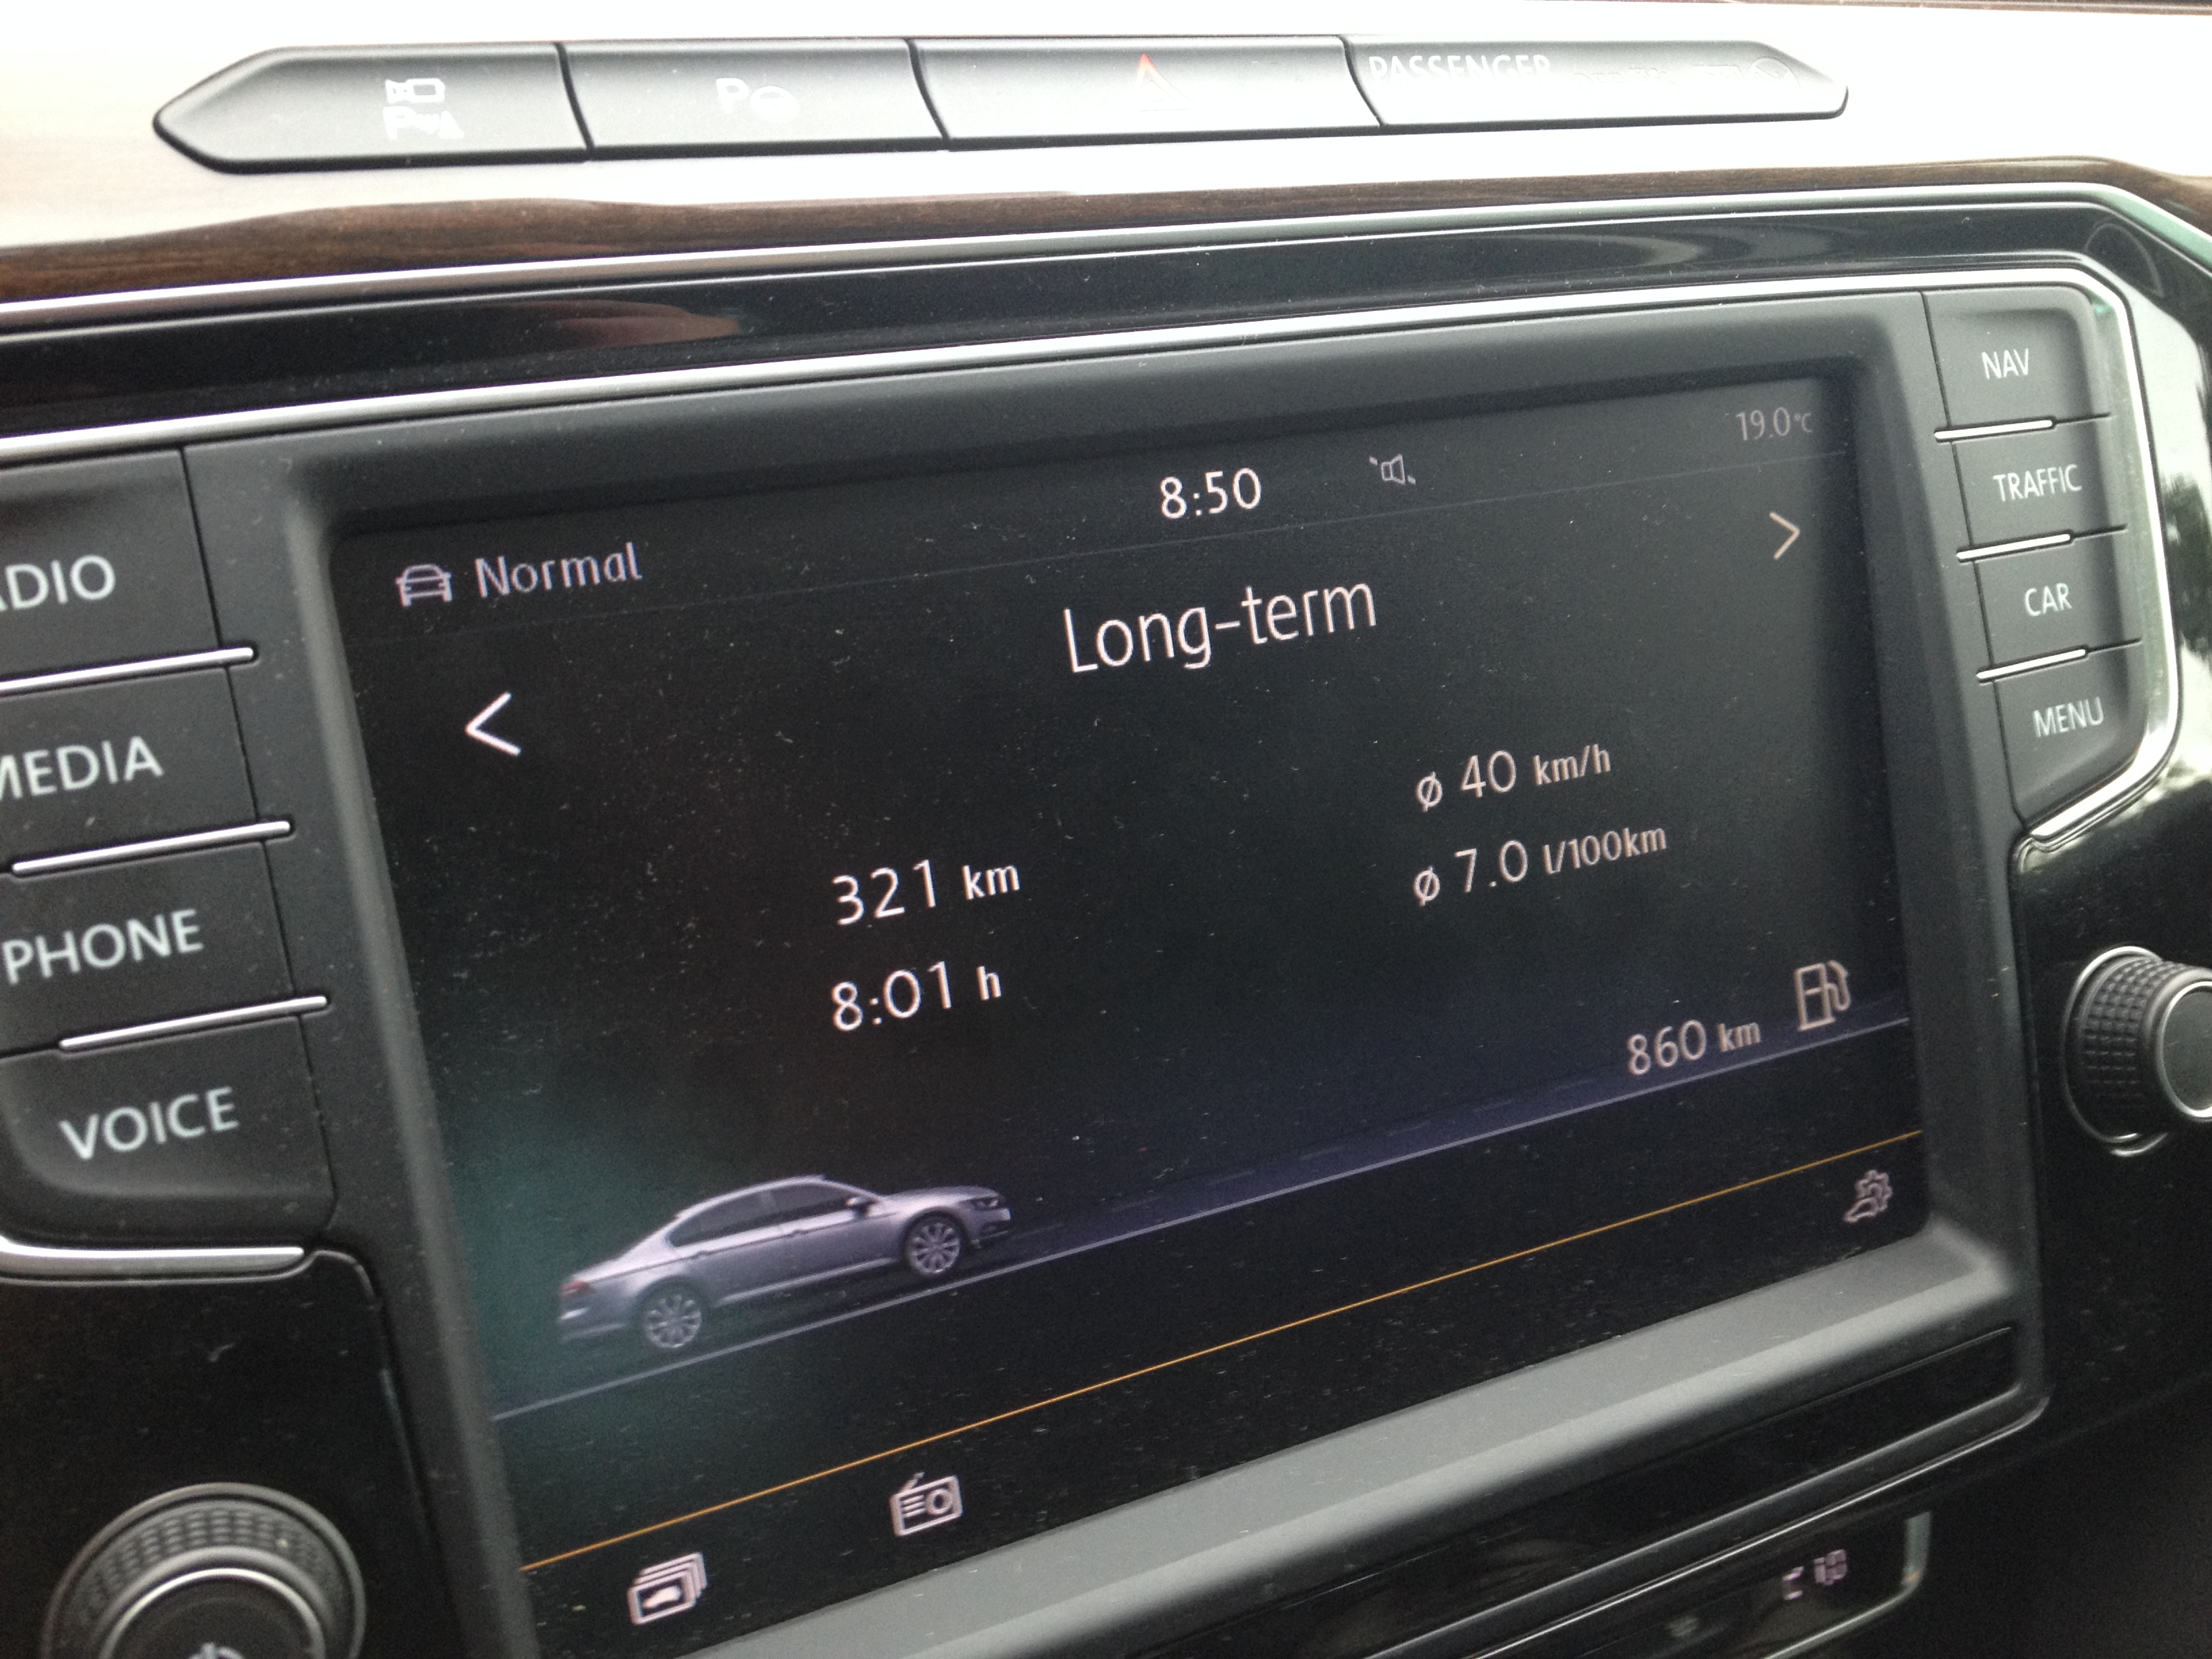 PASSENGER
NAV
TRAFFIC
CAR
MENU
ADIO
MEDIA
PHONE
VOICE
8:50
19.0°C
Normal
Long-term
ø 40 km/h
321 km
ø 7.0 l/100km
8:01 h
860 km